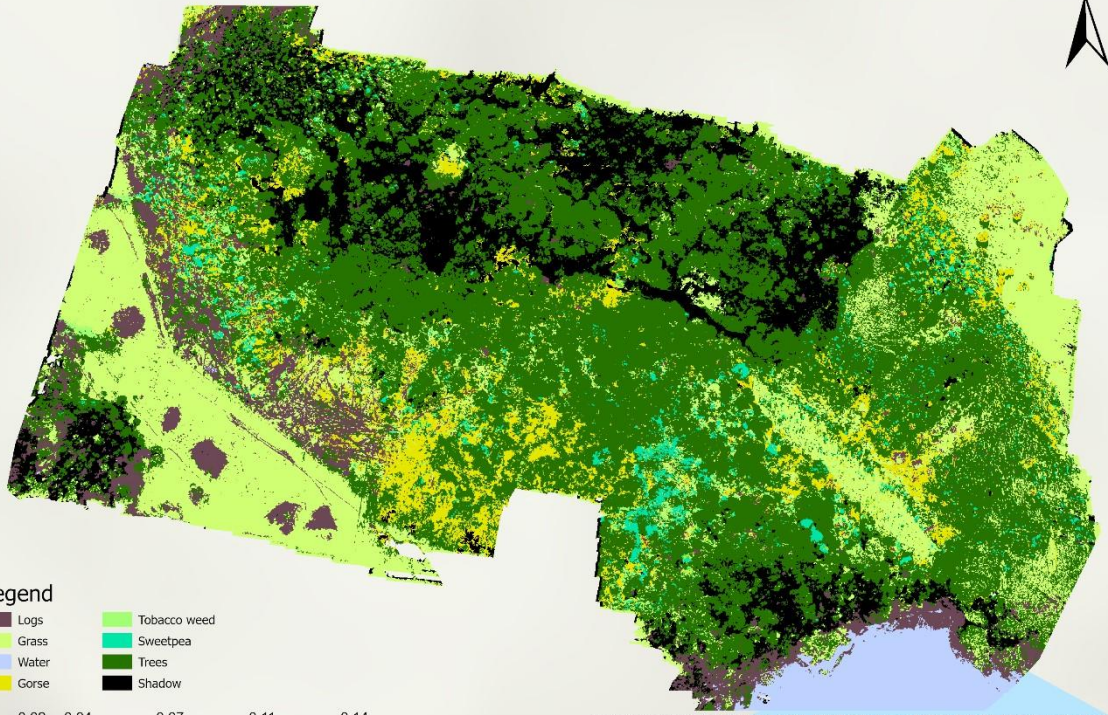 egend
Logs
Grass
Water
Gorse
Tobacco weed
Sweetpea
Trees
Shadow